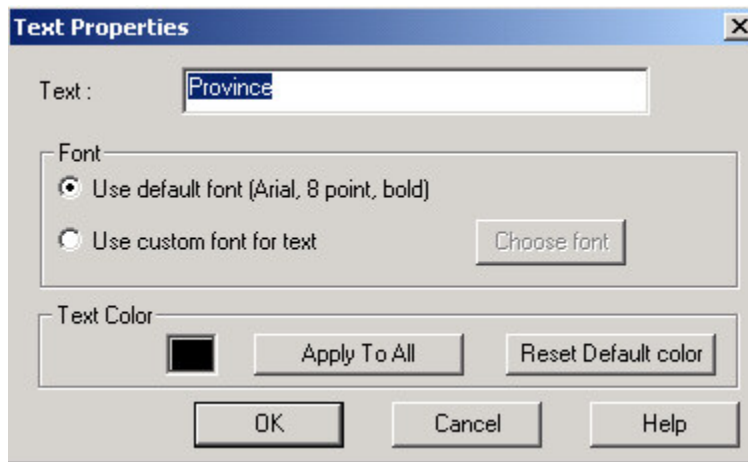 Text Properties
Text : Province
Font
Use default font (Arial, 8 point, bold)
Use custom font for text Choose font
Text Color
Apply To All Reset Default color
OK Cancel Help